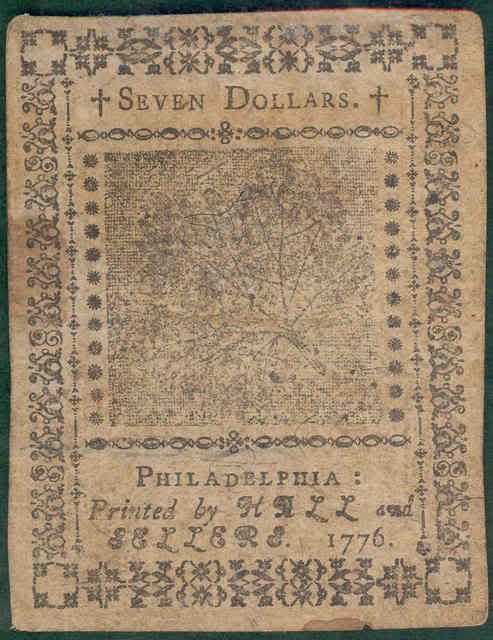 †SEVEN DOLLARS.†
PHILADELPHIA:
Printed by HALL and
SELLERS. 1776.